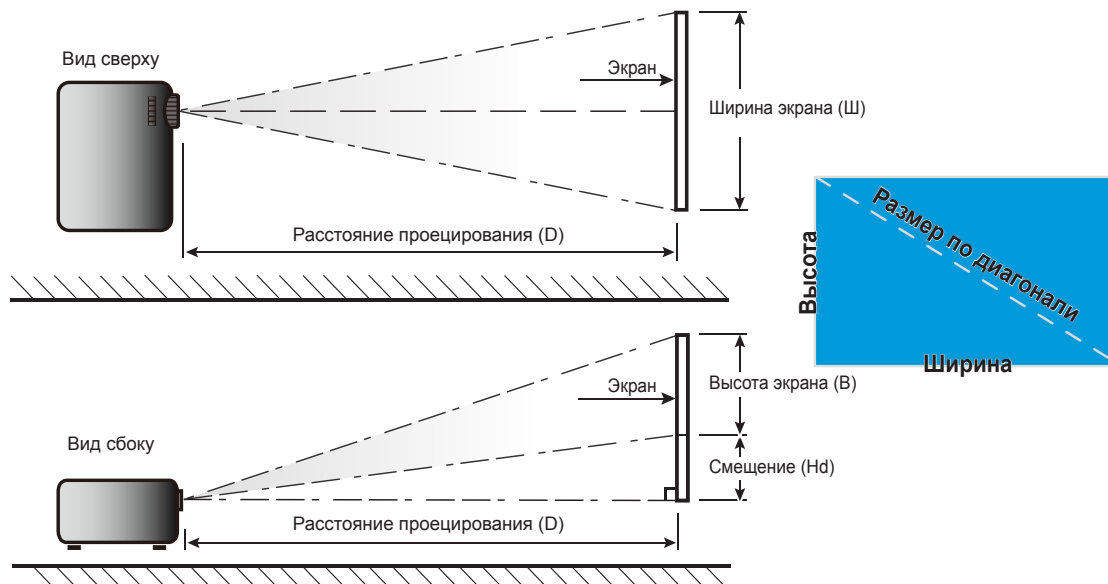 Вид сверху
Экран
Ширина экрана (Ш)
Расстояние проецирования (D)
Высота
Размер по диагонали
Ширина
Вид сбоку
Экран
Высота экрана (В)
Смещение (Hd)
Расстояние проецирования (D)